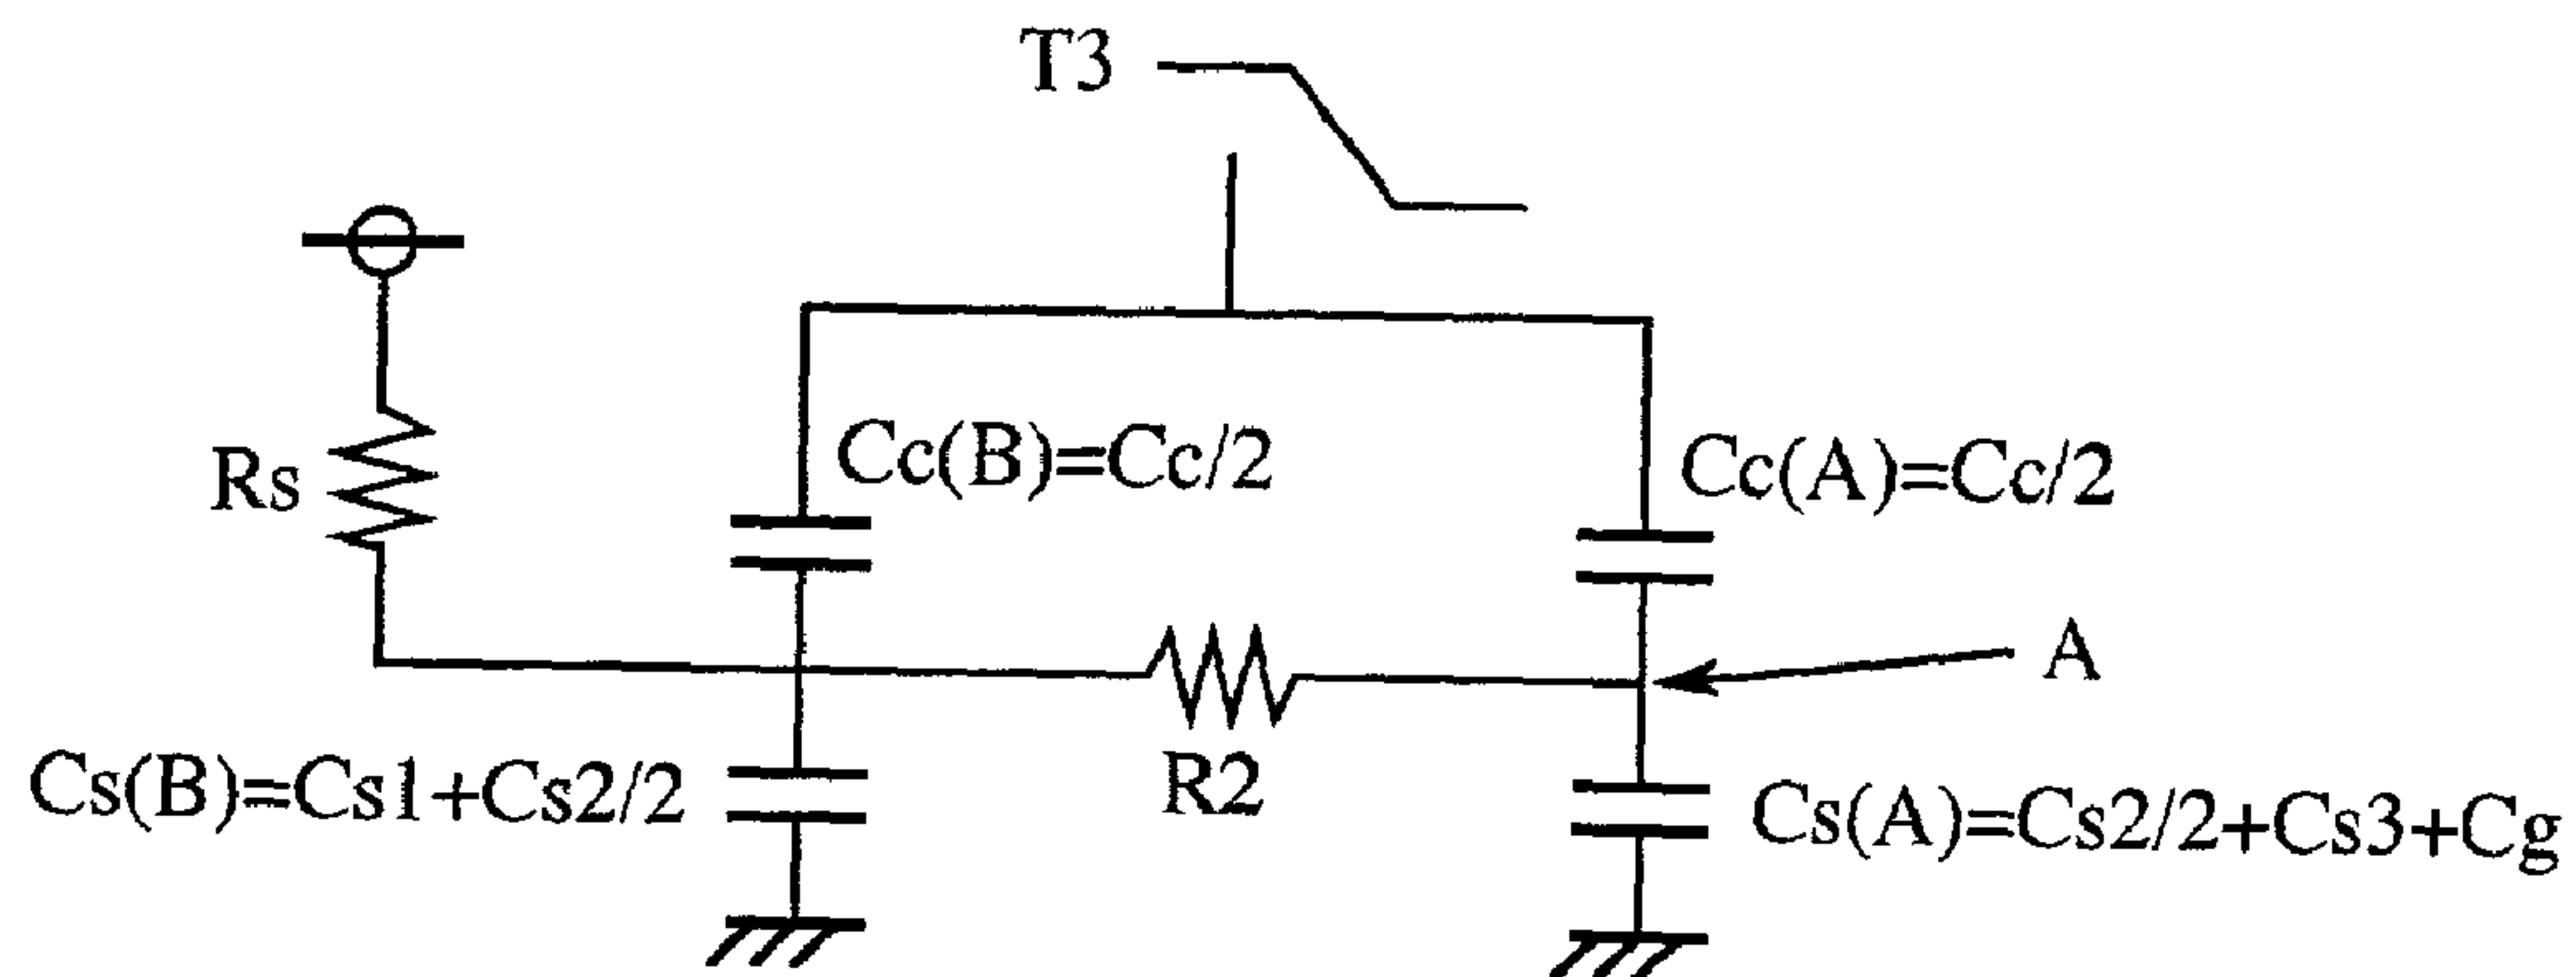 T3
Rs
Cc(B)=Cc/2
Cc(A)=Cc/2
A
R2
Cs(B)=Cs1+Cs2/2
Cs(A)=Cs2/2+Cs3+Cg